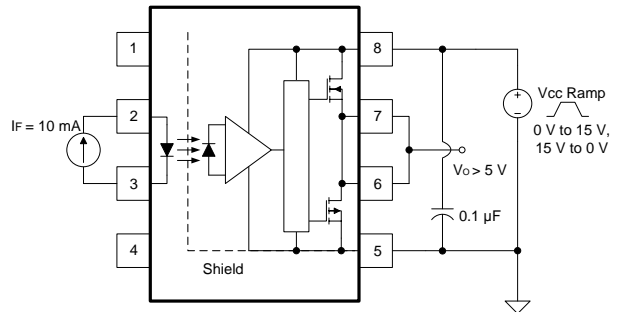 1
8
IF = 10 mA
2
7
Vcc Ramp
0 V to 15 V,
15 V to 0 V
3
6
VO > 5 V
0.1 µF
4
5
Shield